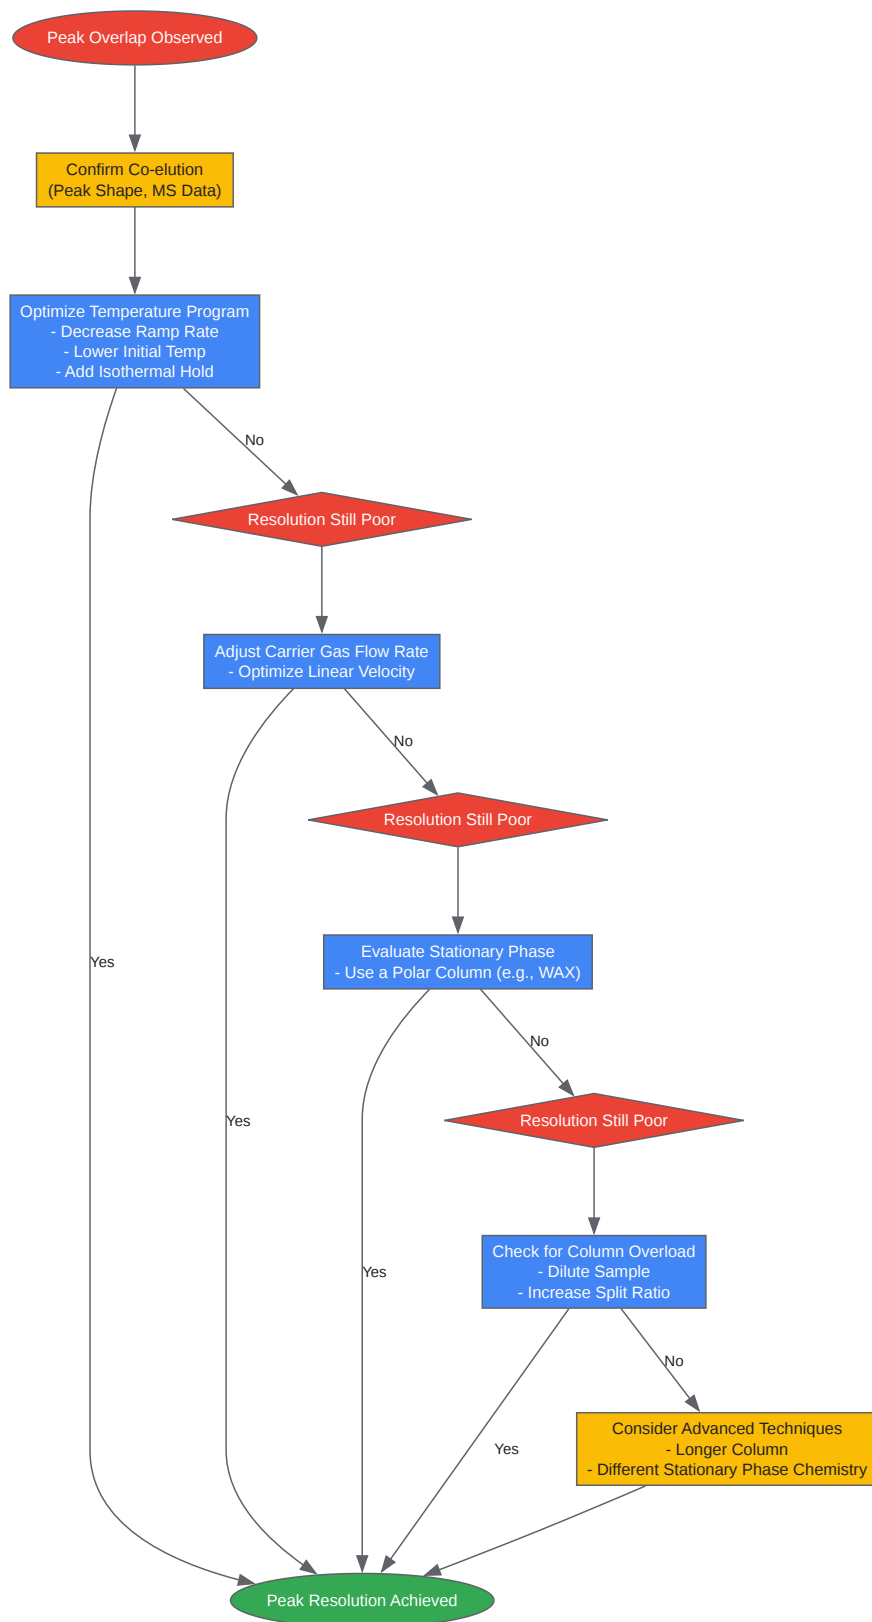 Peak Overlap Observed
Confirm Co-elution
(Peak Shape, MS Data)
Optimize Temperature Program
- Decrease Ramp Rate
- Lower Initial Temp
- Add Isothermal Hold
No
Resolution Still Poor
Adjust Carrier Gas Flow Rate
- Optimize Linear Velocity
No
Resolution Still Poor
Evaluate Stationary Phase
- Use a Polar Column (e.g., WAX)
Yes
No
Resolution Still Poor
Yes
Check for Column Overload
- Dilute Sample
- Increase Split Ratio
Yes
No
Consider Advanced Techniques
- Longer Column
- Different Stationary Phase Chemistry
Yes
Peak Resolution Achieved